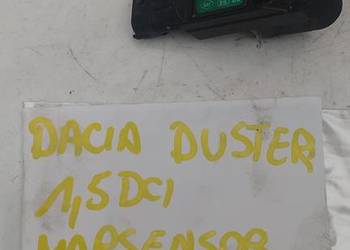 DACIA DUSTER
1,5 DCI
MAPSENSOR